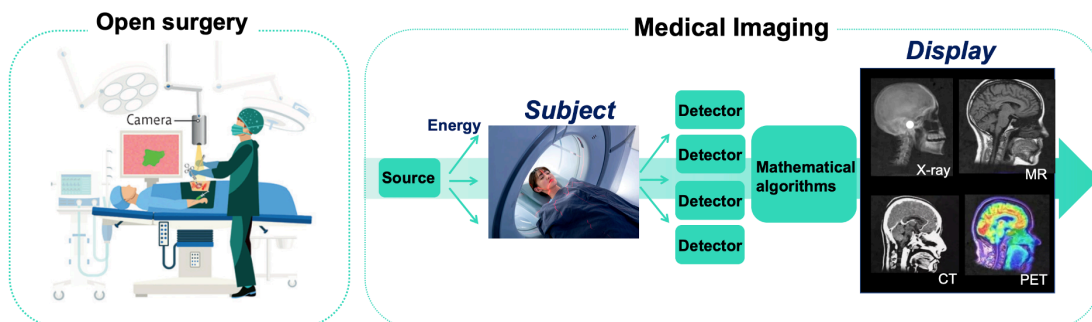 Open surgery
Camera
Medical Imaging
Source
Energy
Subject
Detector
Detector
Detector
Detector
Mathematical
algorithms
Display
X-ray
MR
CT
PET